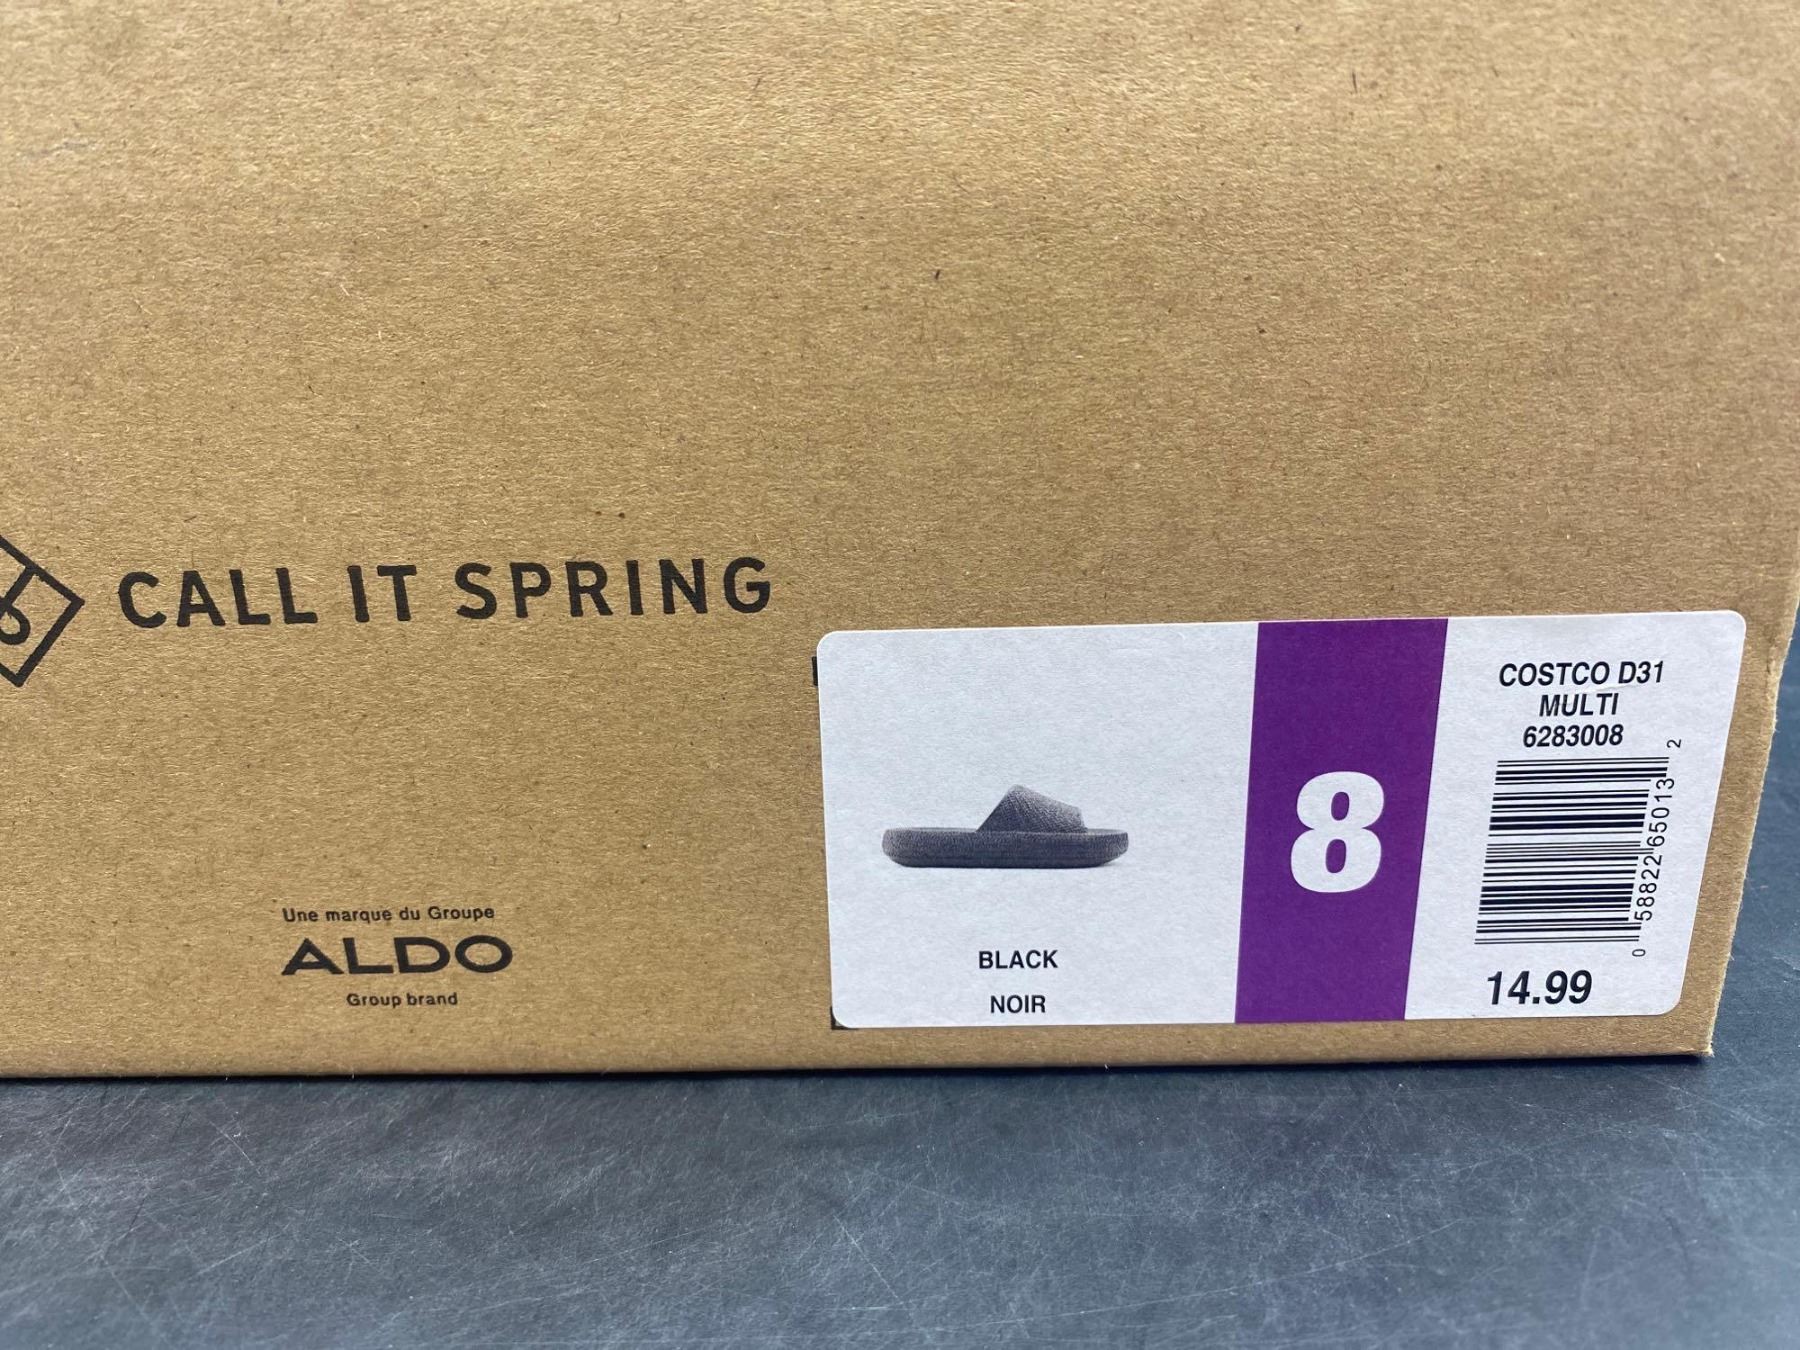 CALL IT SPRING
Une marque du Groupe
ALDO
Group brand
BLACK
NOIR
8
COSTCO D31
MULTI
6283008
0 58822 65013 2
14.99